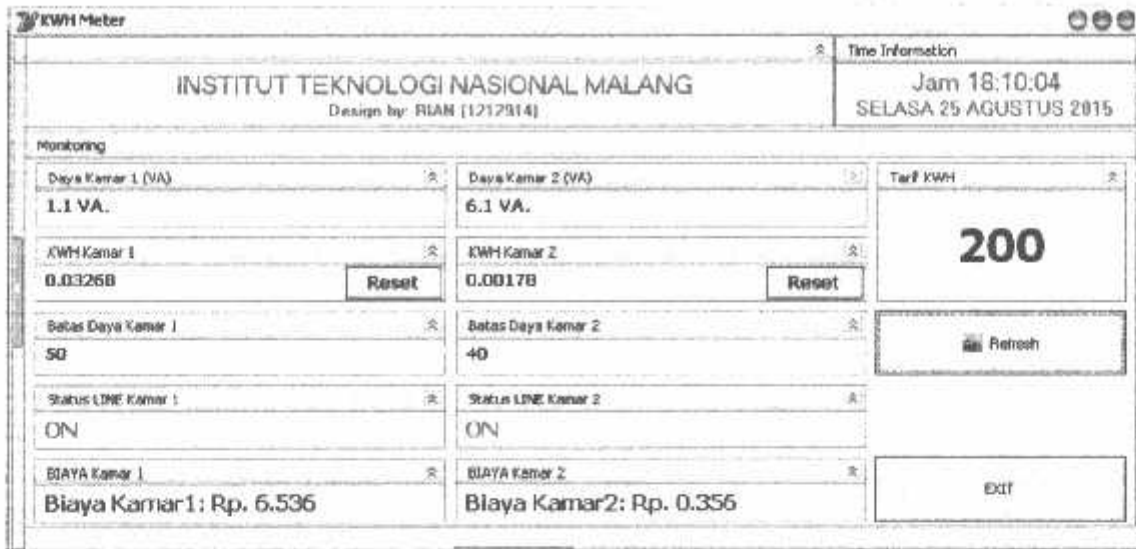 KWH Meter
Time Information
INSTITUT TEKNOLOGI NASIONAL MALANG
Design by: RIAN (1212914)
Jam 18:10:04
SELASA 25 AGUSTUS 2015
Monitoring
Daya Kamar 1 (VA)
Daya Kamar 2 (VA)
Tarif KWH
1.1 VA.
6.1 VA.
200
KWH Kamar 1
KWH Kamar 2
0.03268
Reset
0.00178
Reset
Batas Daya Kamar 1
Batas Daya Kamar 2
Refresh
50
40
Status LINE Kamar 1
Status LINE Kamar 2
ON
ON
BIAYA Kamar 1
BIAYA Kamar 2
EXIT
Biaya Kamar1: Rp. 6.536
Biaya Kamar2: Rp. 0.356